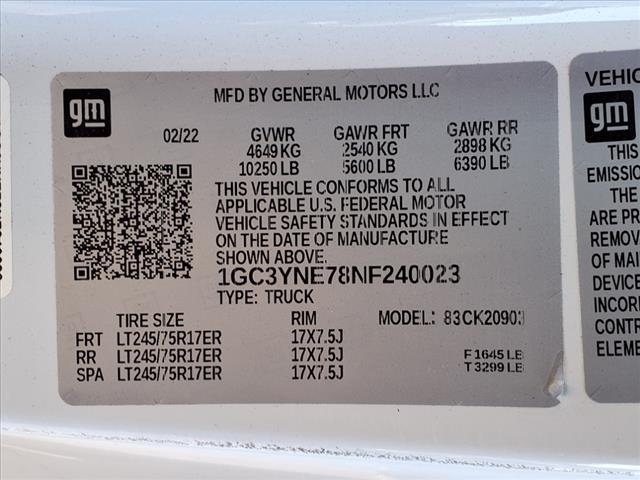 gm
MFD BY GENERAL MOTORS LLC
02/22 GVWR GAWR FRT GAWR RR
4649 KG 2540 KG 2898 KG
10250 LB 5600 LB 6390 LB
THIS VEHICLE CONFORMS TO ALL
APPLICABLE U.S. FEDERAL MOTOR
VEHICLE SAFETY STANDARDS IN EFFECT
ON THE DATE OF MANUFACTURE
SHOWN ABOVE.
1GC3YNE78NF240023
TYPE: TRUCK
TIRE SIZE RIM MODEL: 83CK20903
FRT LT245/75R17ER 17X7.5J
RR LT245/75R17ER 17X7.5J F 1645 LB
SPA LT245/75R17ER 17X7.5J T 3299 LB
VEHIC
gm
THIS
EMISSION
THE
ARE PR
REMOV
OF MAI
DEVICE
INCOR
CONTR
ELEME